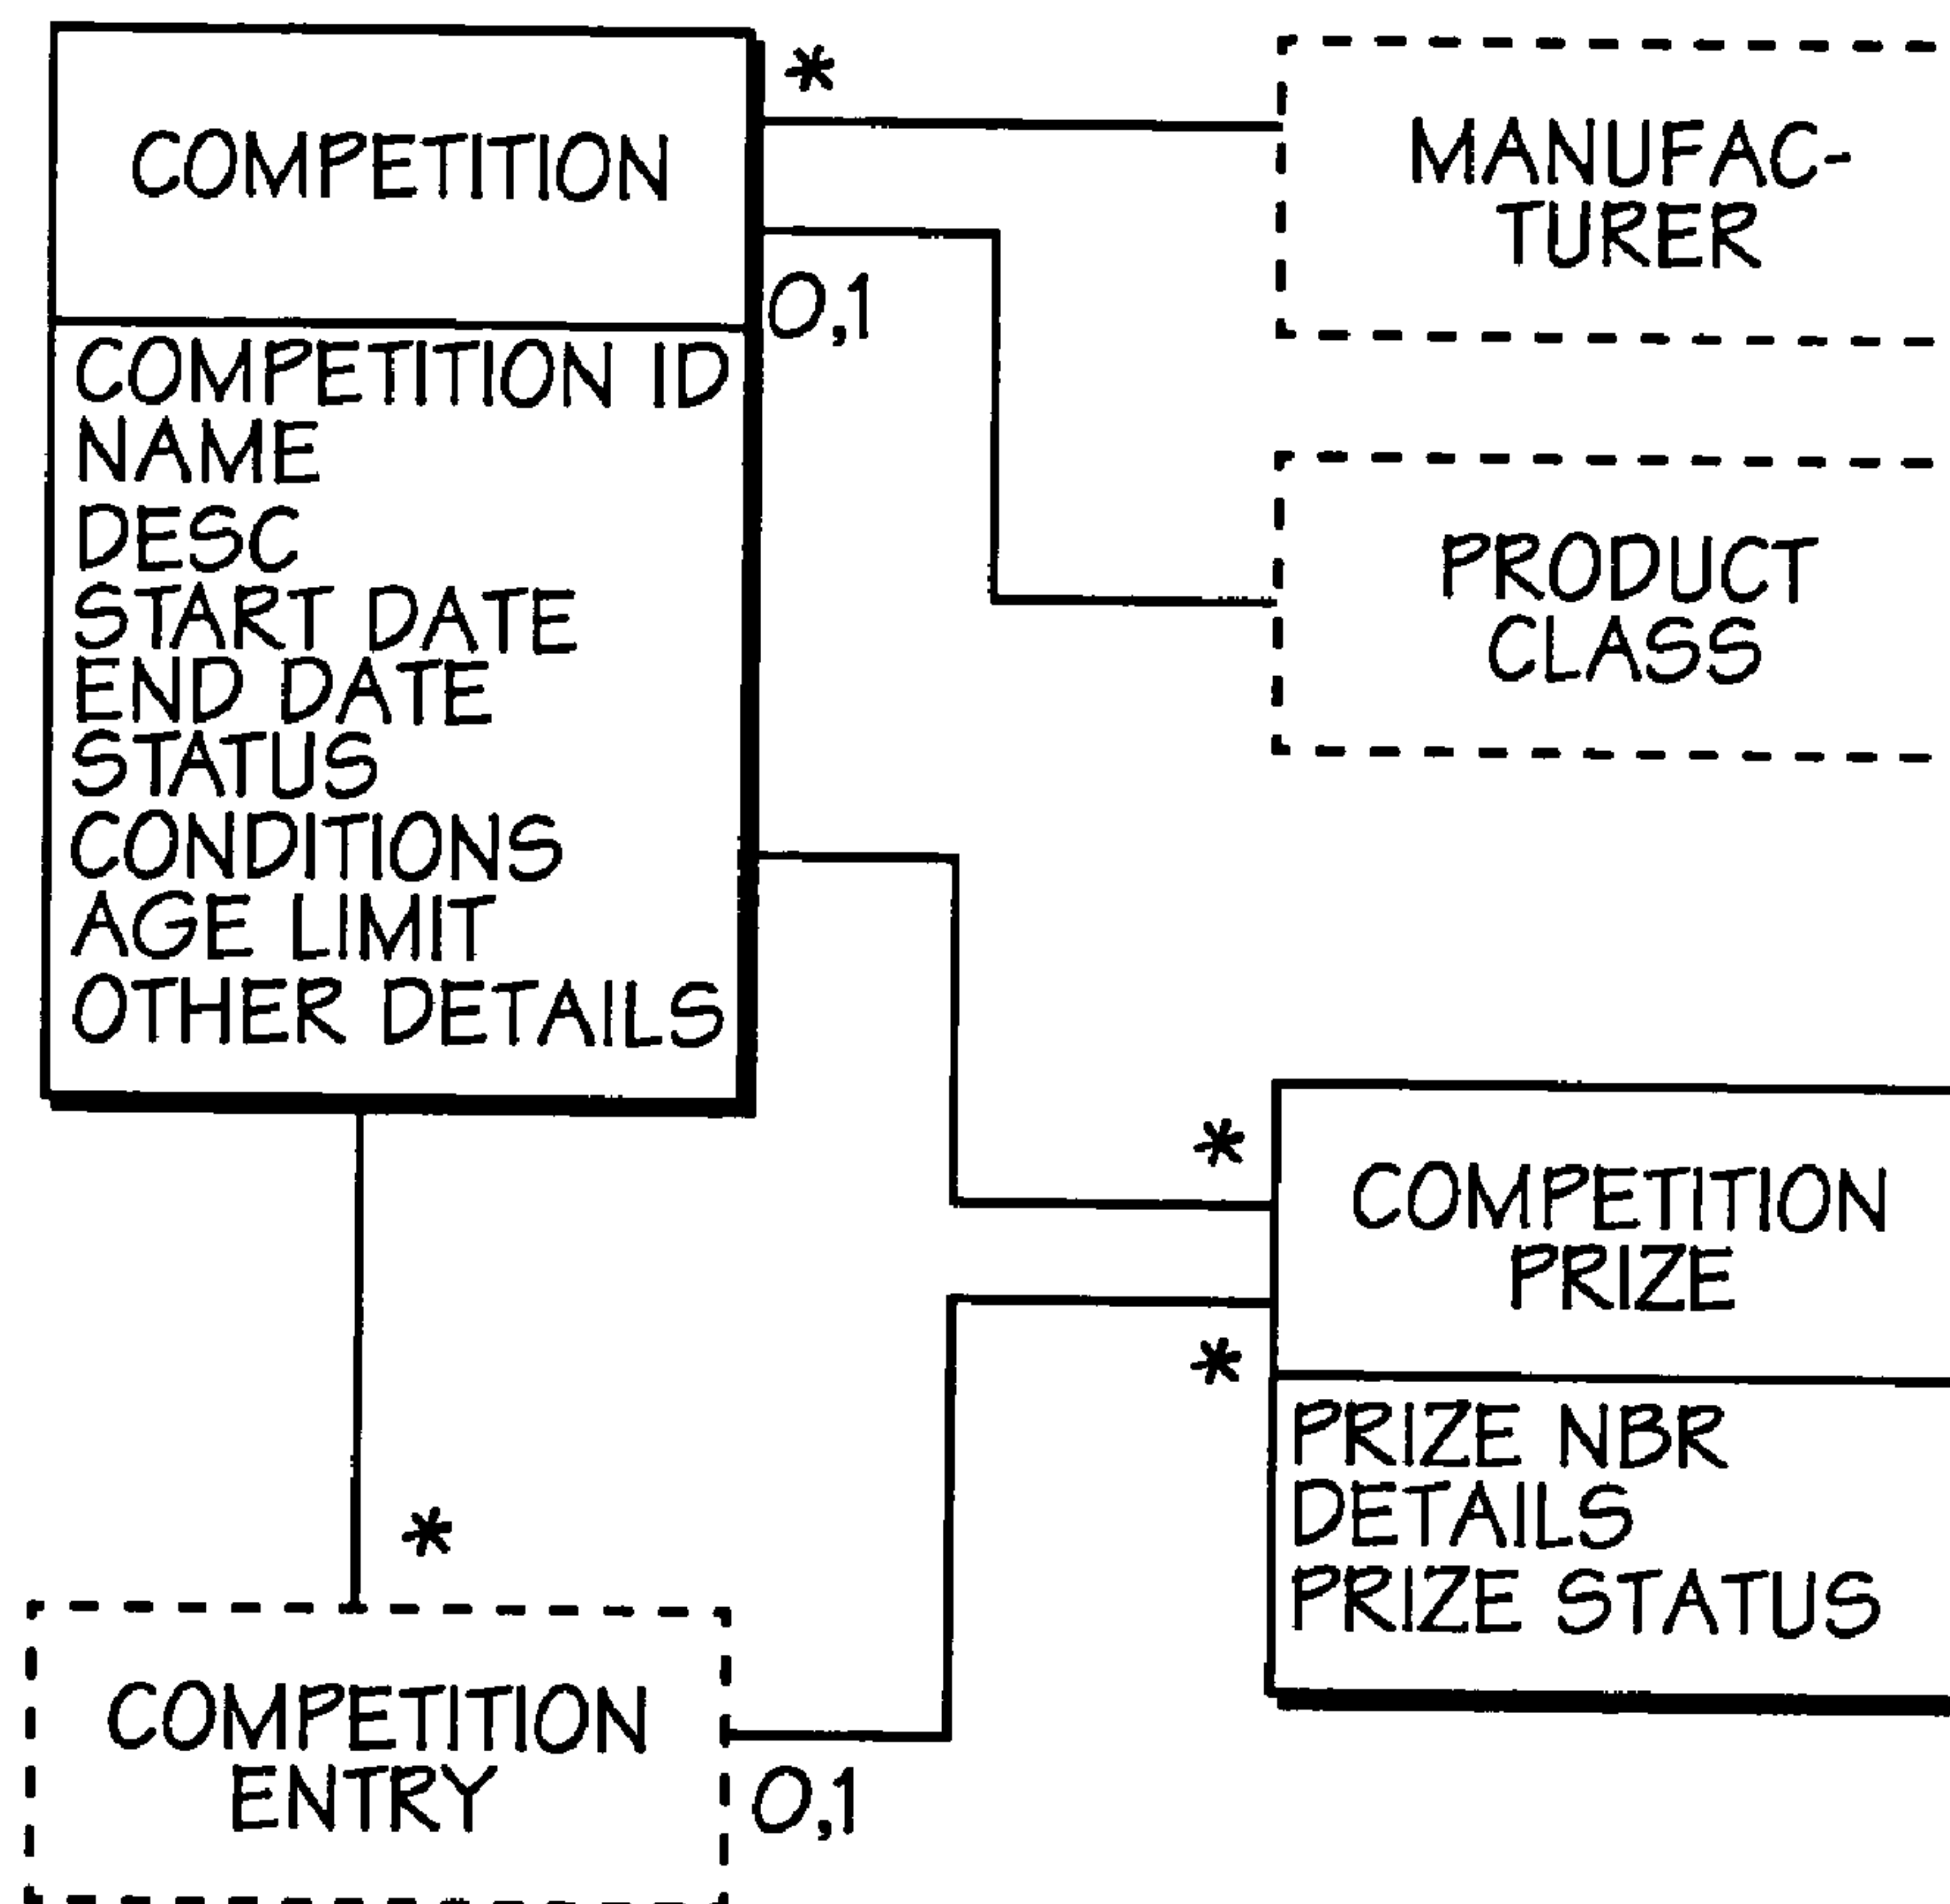 COMPETITION
COMPETITION ID
NAME
DESC
START DATE
END DATE
STATUS
CONDITIONS
AGE LIMIT
OTHER DETAILS
*
0,1
MANUFAC-
TURER
PRODUCT
CLASS
*
COMPETITION
PRIZE
*
PRIZE NBR
DETAILS
PRIZE STATUS
*
COMPETITION
ENTRY
0,1